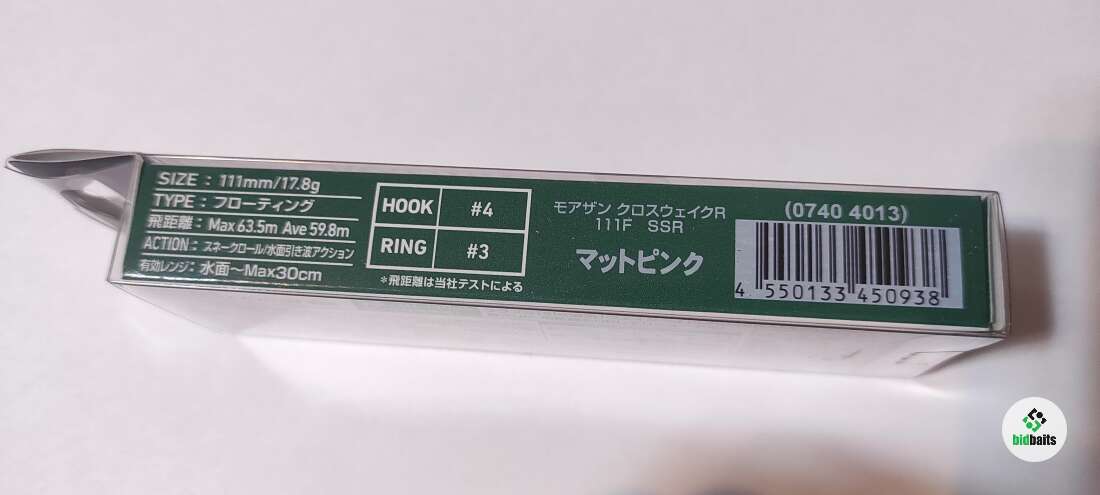 SIZE : 111mm/17.8g
TYPE : フローティング
飛距離 : Max 63.5m Ave 59.8m
ACTION : スネークロール/水面引き波アクション
有効レンジ : 水面～Max30cm
HOOK #4
RING #3
*飛距離は当社テストによる
モアザン クロスウェイクR
111F SSR
マットピンク
(0740 4013)
4 550133 450938
bidbaits